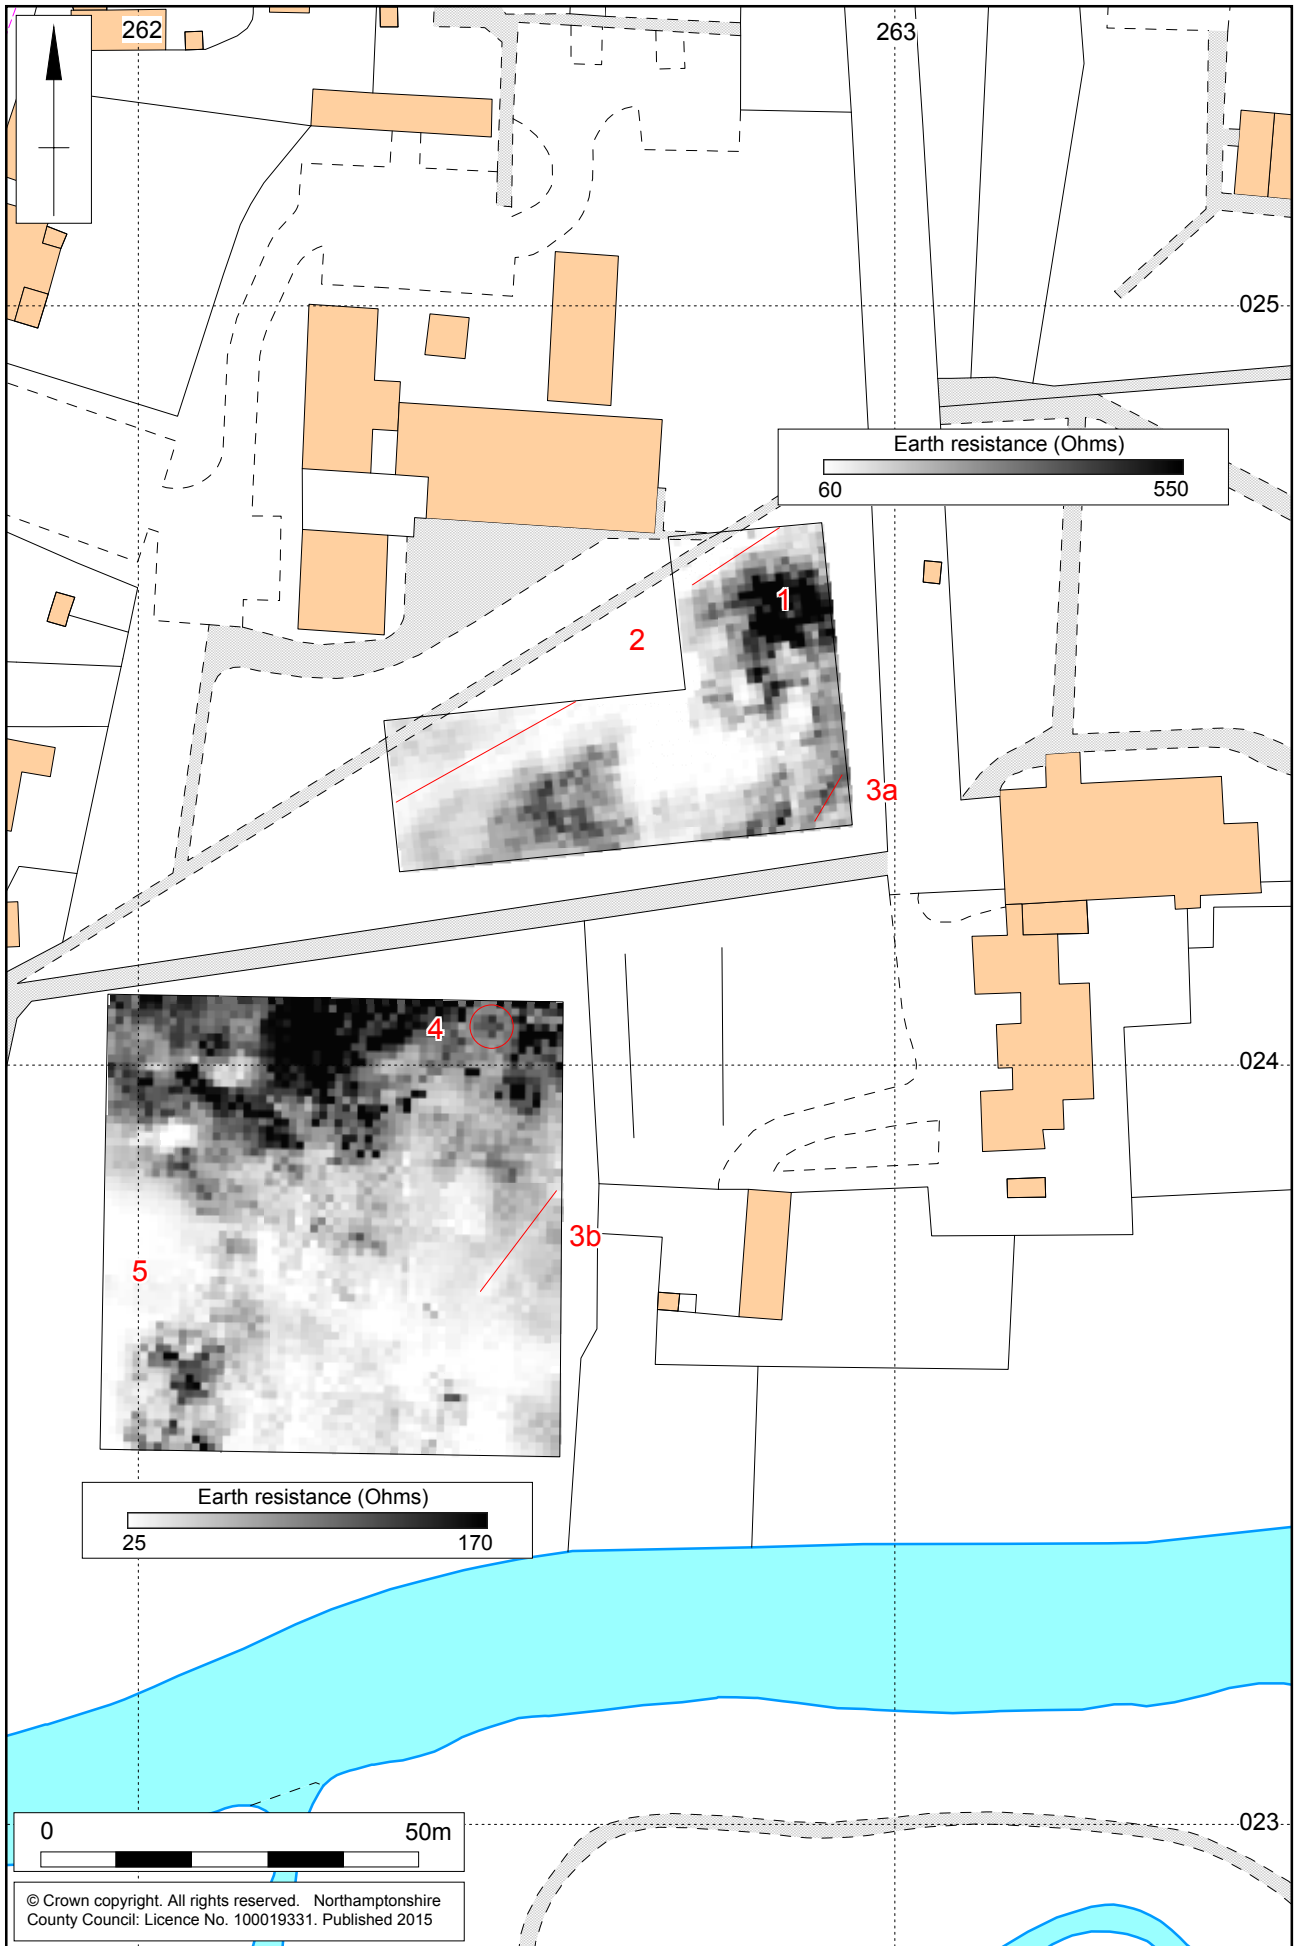 262
263
025
Earth resistance (Ohms)
60
550
1
2
3a
4
024
3b
5
Earth resistance (Ohms)
25
170
0
50m
023
© Crown copyright. All rights reserved. Northamptonshire
County Council: Licence No. 100019331. Published 2015